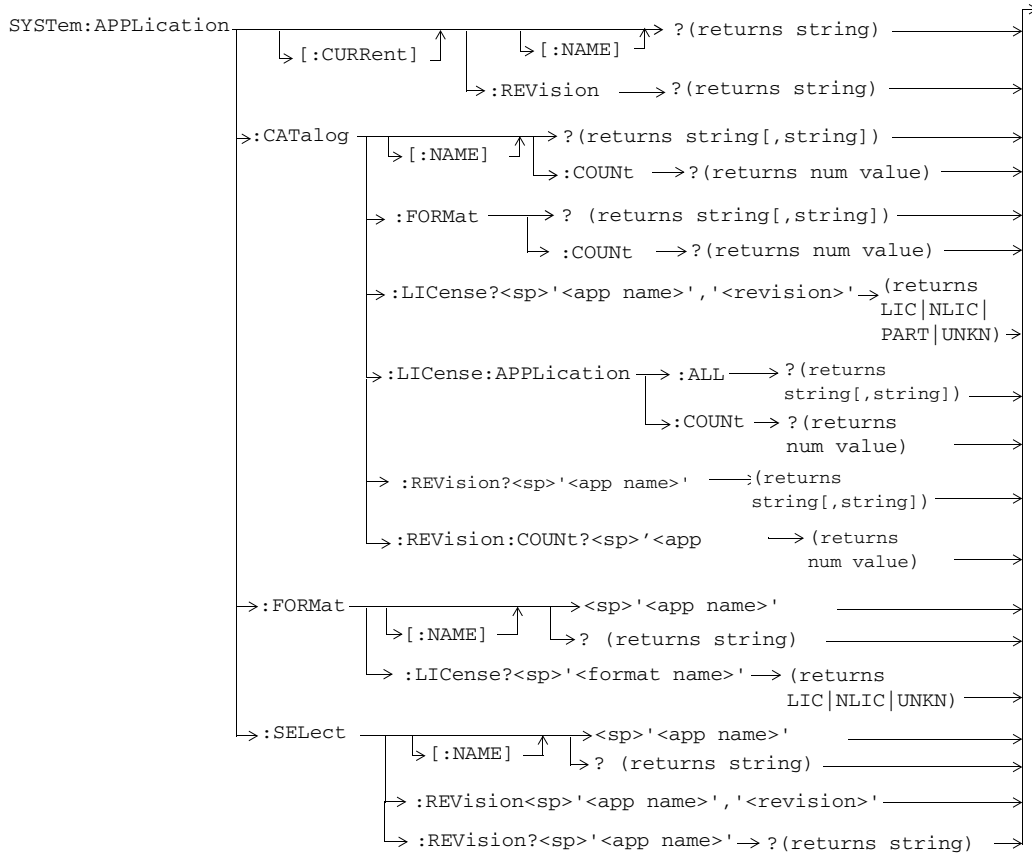 SYSTem:APPLication
[:CURRent] [:NAME] ?(returns string)
:REVision ?(returns string)
:CATalog [:NAME] ?(returns string[,string])
:COUNt ?(returns num value)
:FORMat ? (returns string[,string])
:COUNt ?(returns num value)
:LICense?<sp>'<app name>','<revision>' (returns
LIC|NLIC|
PART|UNKN)
:LICense:APPLication :ALL ?(returns
string[,string])
:COUNt ?(returns
num value)
:REVision?<sp>'<app name>' (returns
string[,string])
:REVision:COUNt?<sp>'<app (returns
num value)
:FORMat [:NAME] <sp>'<app name>'
? (returns string)
:LICense?<sp>'<format name>' (returns
LIC|NLIC|UNKN)
:SELect [:NAME] <sp>'<app name>'
? (returns string)
:REVision<sp>'<app name>','<revision>'
:REVision?<sp>'<app name>' ?(returns string)